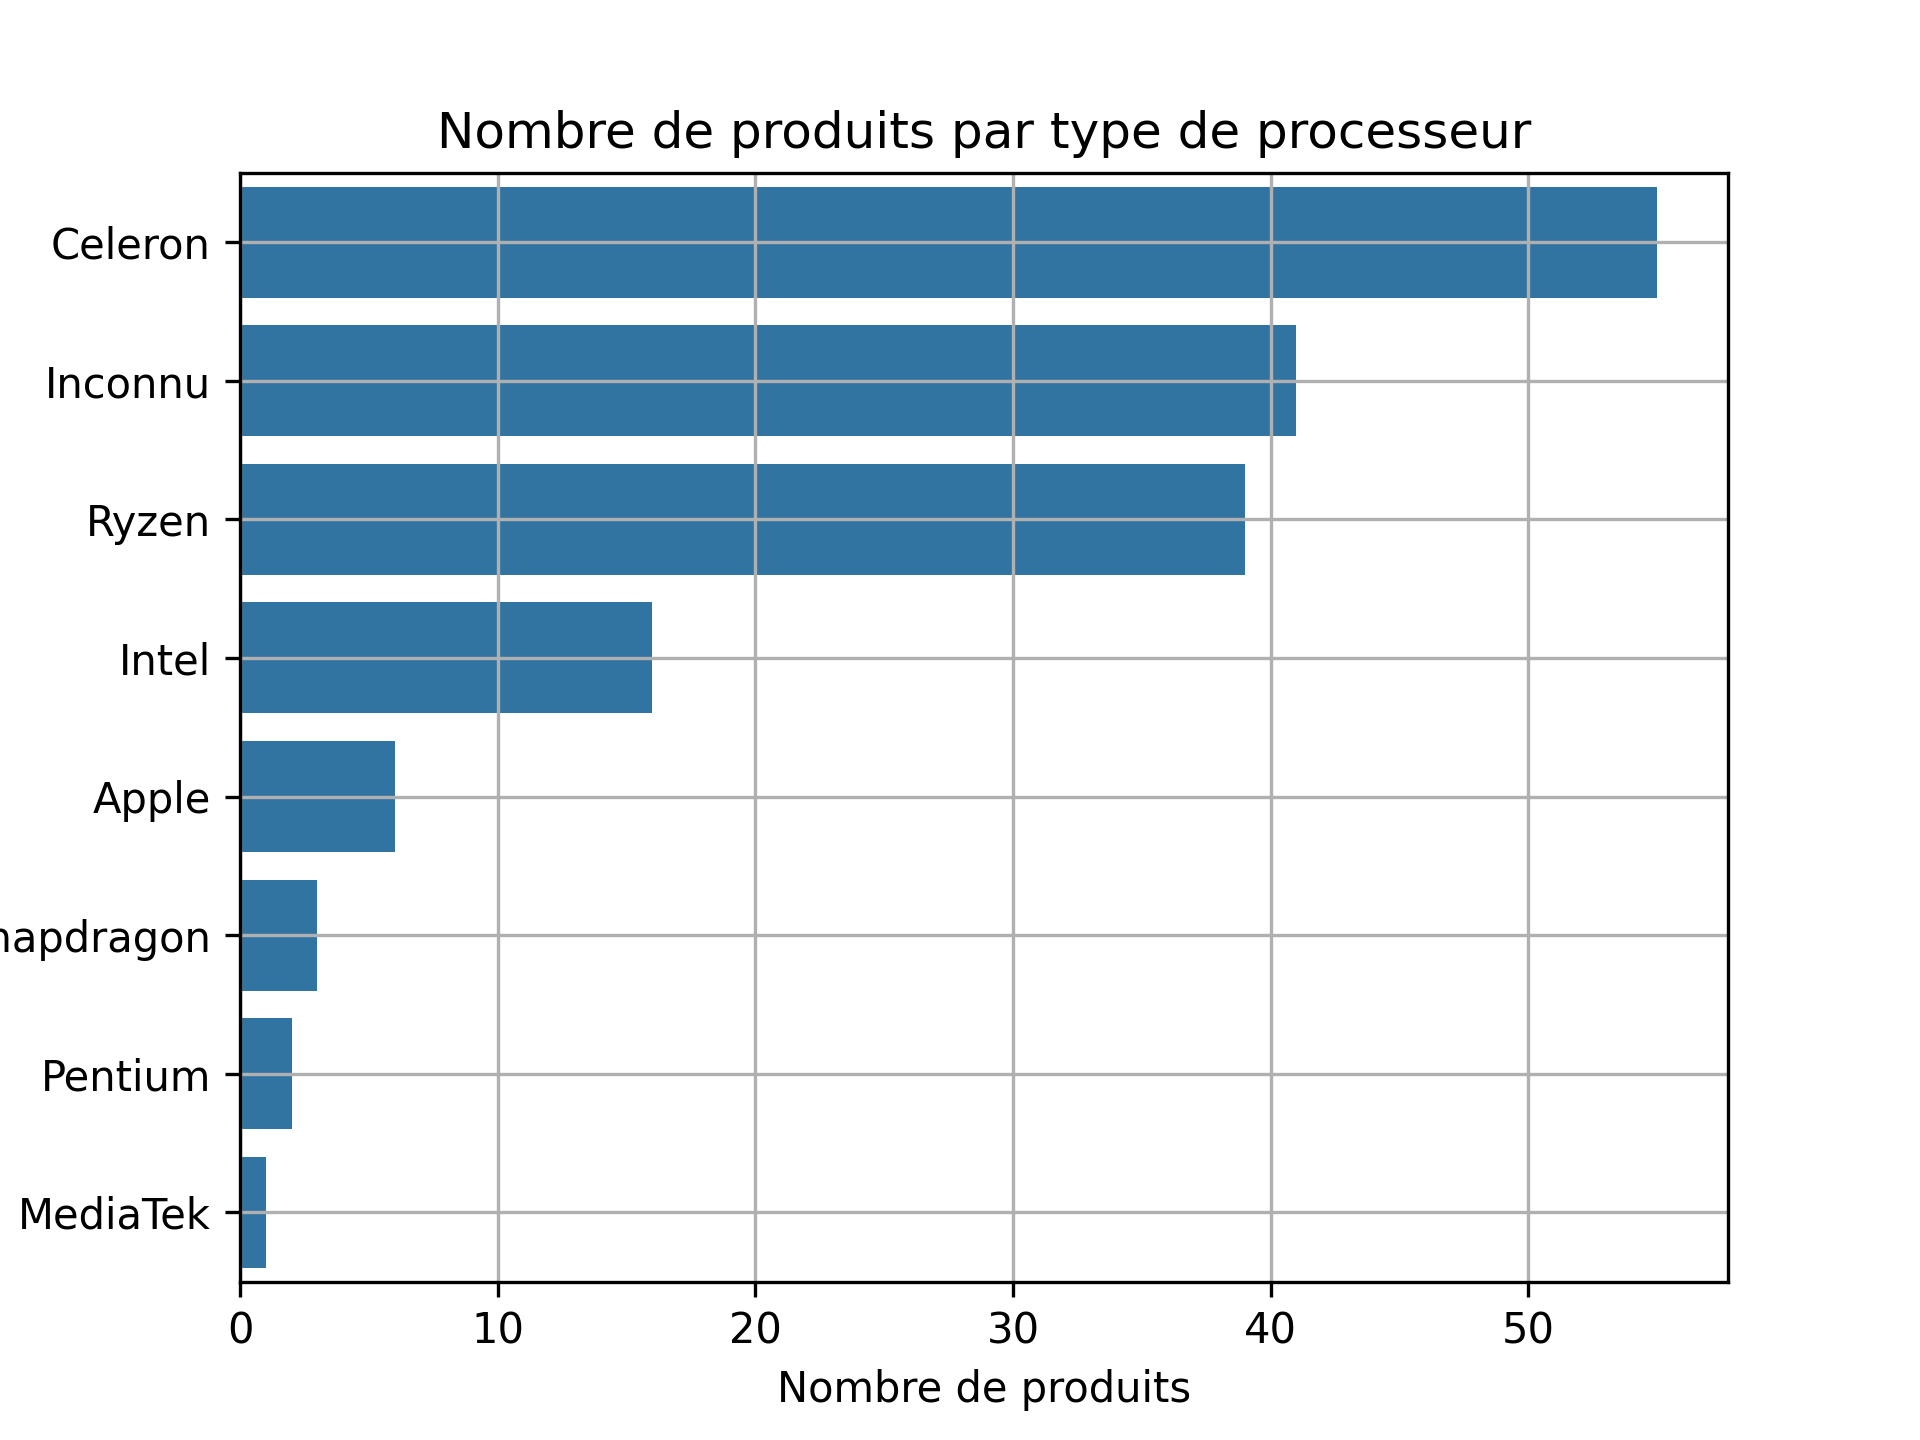 Nombre de produits par type de processeur
Celeron
Inconnu
Ryzen
Intel
Apple
napdragon
Pentium
MediaTek
0 10 20 30 40 50
Nombre de produits